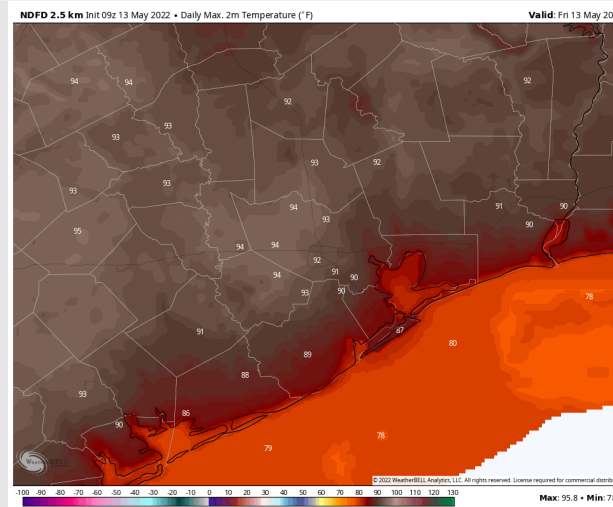 NDFD 2.5 km Init 09z 13 May 2022 • Daily Max. 2m Temperature (°F)
Valid: Fri 13 May 20
94 94 92 92
93
93
93 92
93 93
94 91 90
93 90
95
94 94
92
94 91 90
93 90 78
91 87
80
89
88
93
86
90
78
79
WeatherBELL
© 2022 WeatherBELL Analytics, LLC. All rights reserved. License required for commercial distrib
-100 -90 -80 -70 -60 -50 -40 -30 -20 -10 0 10 20 30 40 50 60 70 80 90 100 110 120 130
Max: 95.8 • Min: 78